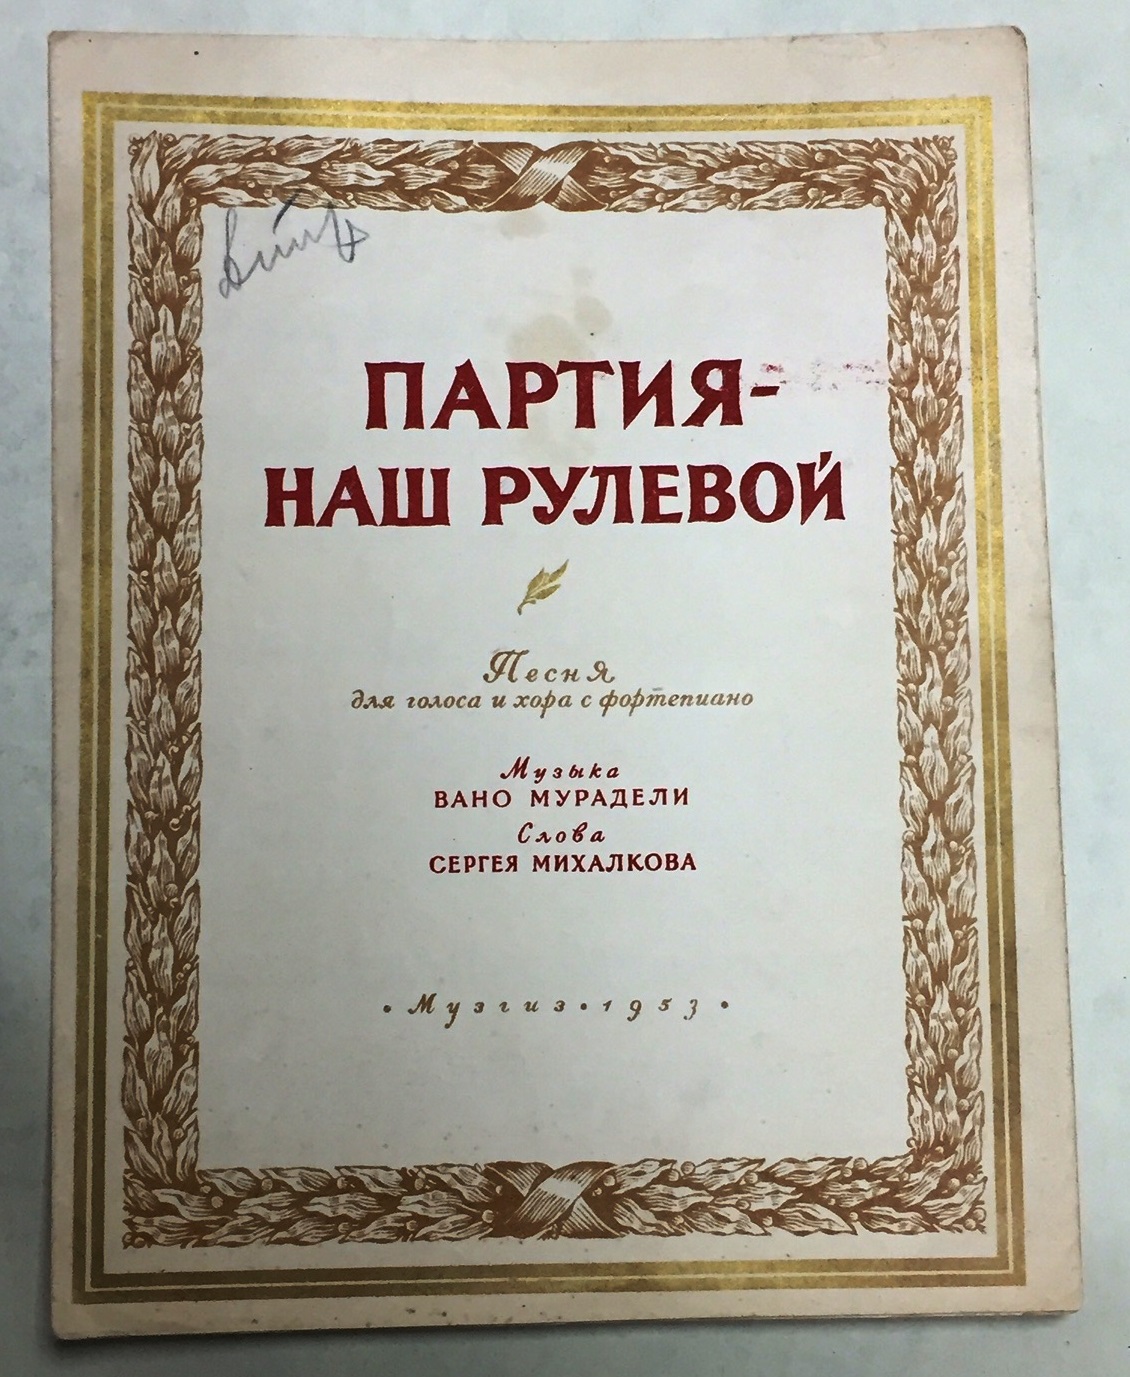 ПАРТИЯ-
НАШ РУЛЕВОЙ
Песня
для голоса и хора с фортепиано
Музыка
ВАНО МУРАДЕЛИ
Слова
СЕРГЕЯ МИХАЛКОВА
• Музгиз • 1953 •